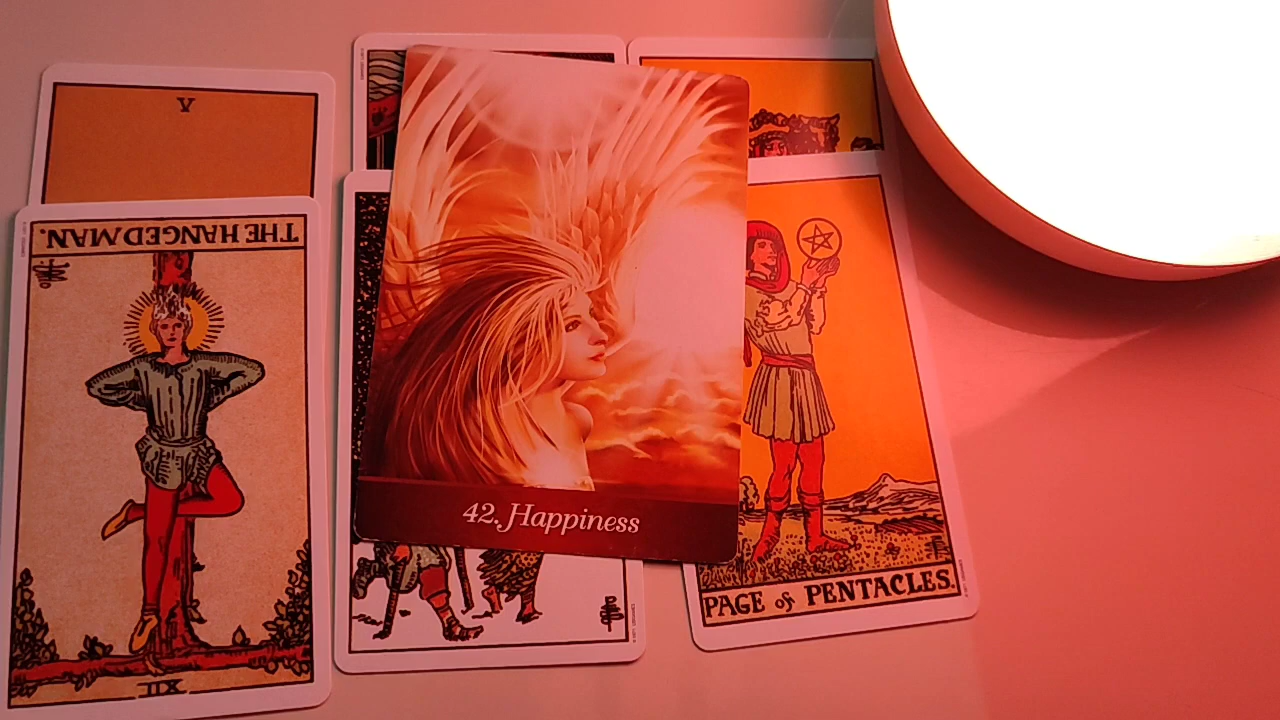 V
THE HANGED MAN.
XII
42. Happiness
PAGE of PENTACLES.